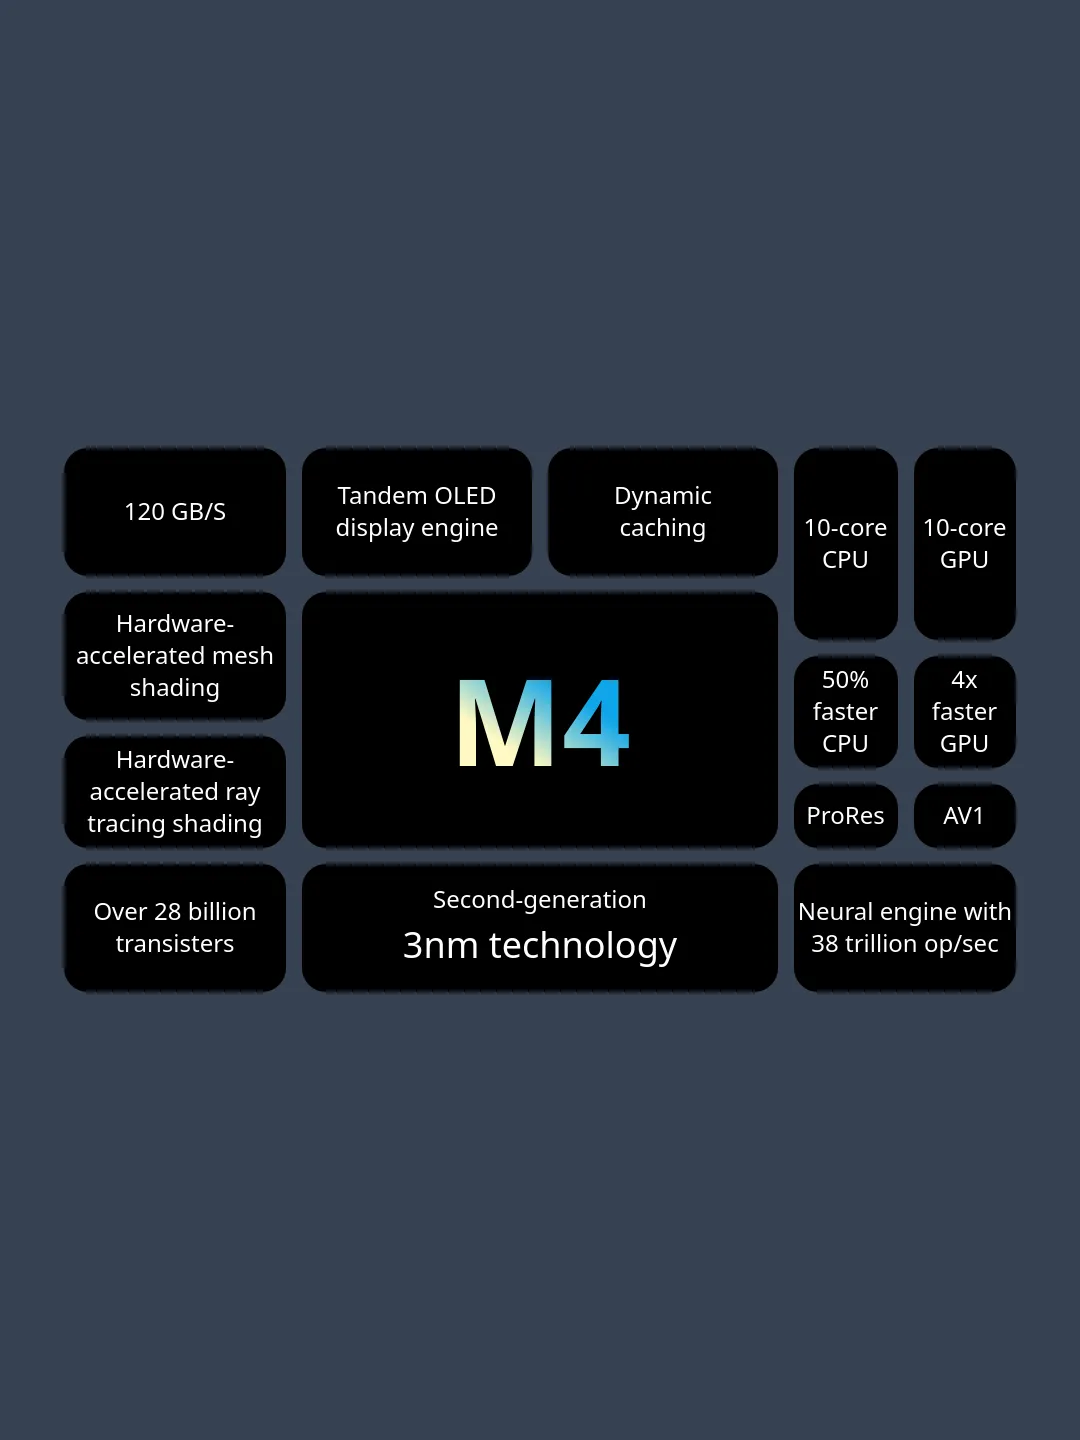 120 GB/S
Tandem OLED
display engine
Dynamic
caching
10-core
CPU
10-core
GPU
Hardware-
accelerated mesh
shading
M4
50%
faster
CPU
4x
faster
GPU
Hardware-
accelerated ray
tracing shading
ProRes
AV1
Over 28 billion
transisters
Second-generation
3nm technology
Neural engine with
38 trillion op/sec